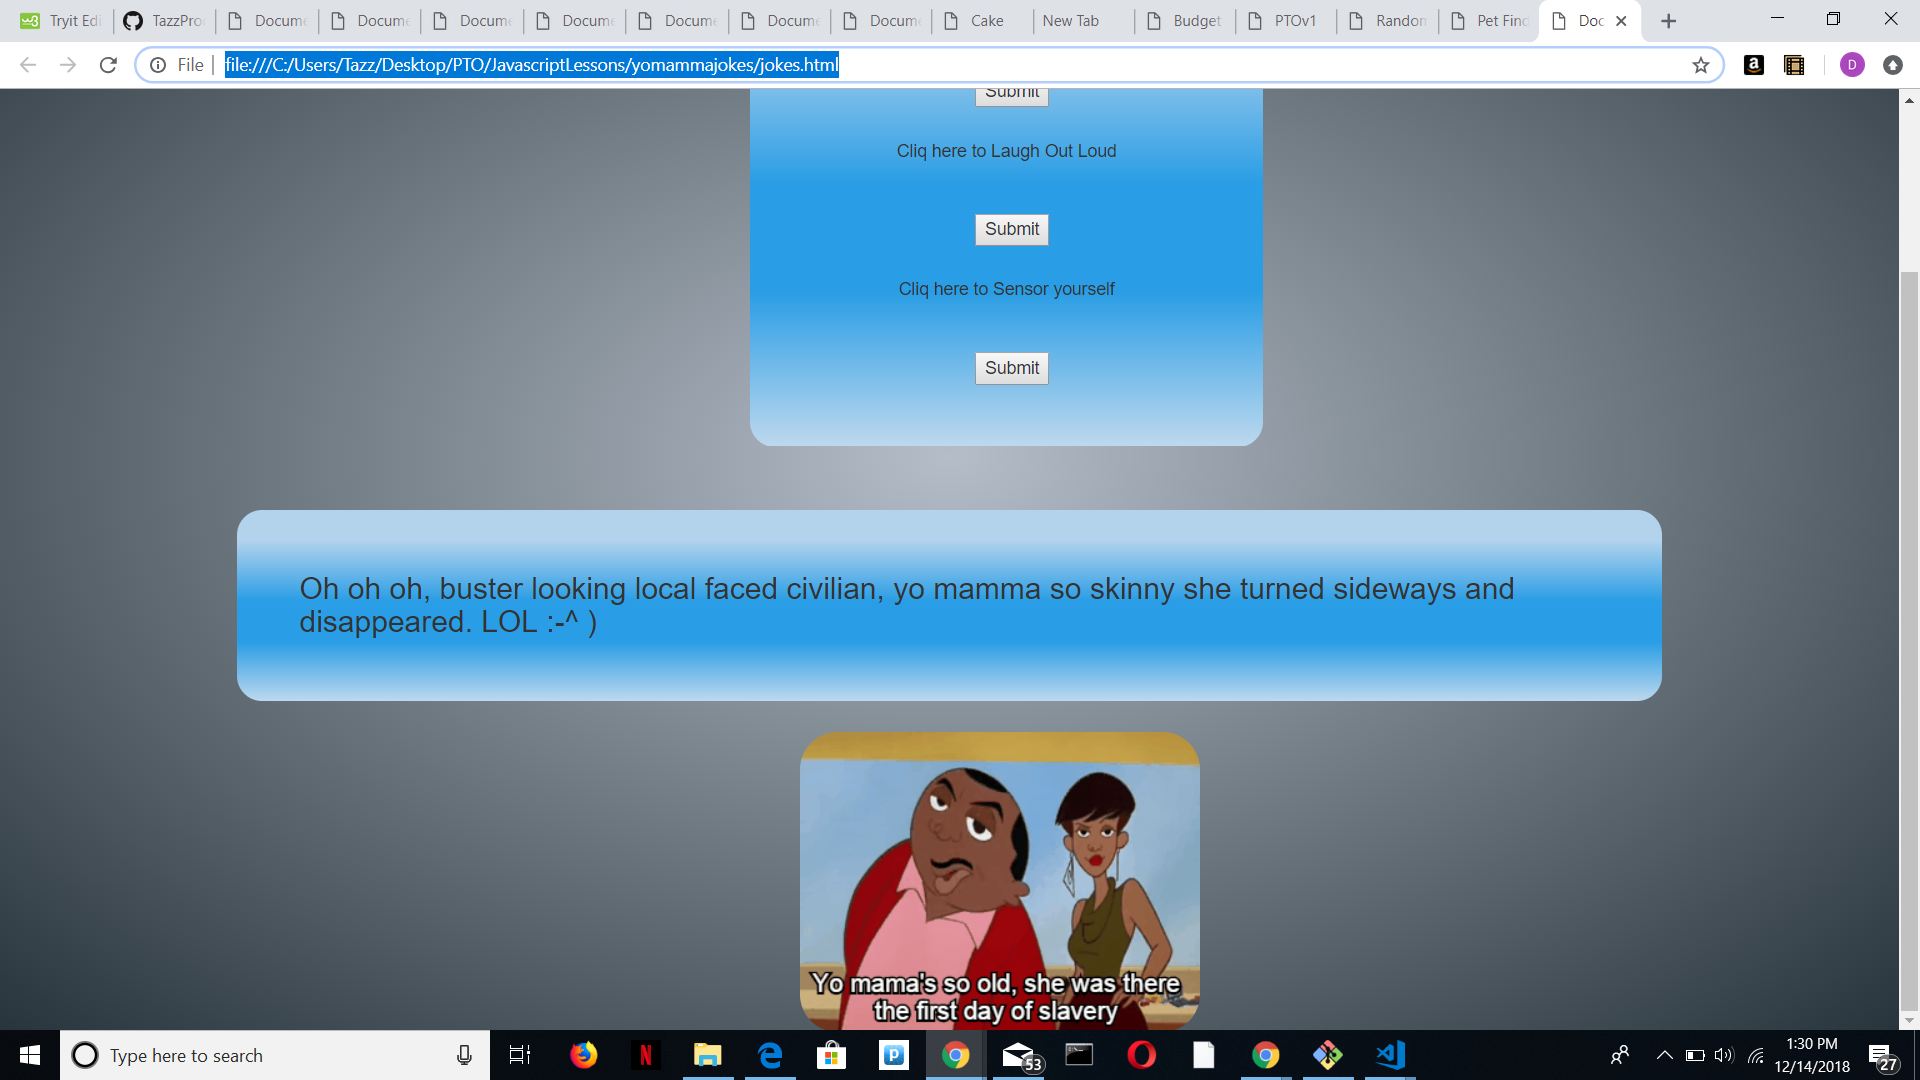 Tryit Edi
TazzPro
Docume
Docume
Docume
Docume
Docume
Docume
Docume
Cake
New Tab
Budget
PTOv1
Random
Pet Find
Doc
File
file:///C:/Users/Tazz/Desktop/PTO/JavascriptLessons/yomammajokes/jokes.html
D
Submit
Cliq here to Laugh Out Loud
Submit
Cliq here to Sensor yourself
Submit
Oh oh oh, buster looking local faced civilian, yo mamma so skinny she turned sideways and
disappeared. LOL :-^ )
Yo mama's so old, she was there
the first day of slavery
Type here to search
53
1:30 PM
12/14/2018
27